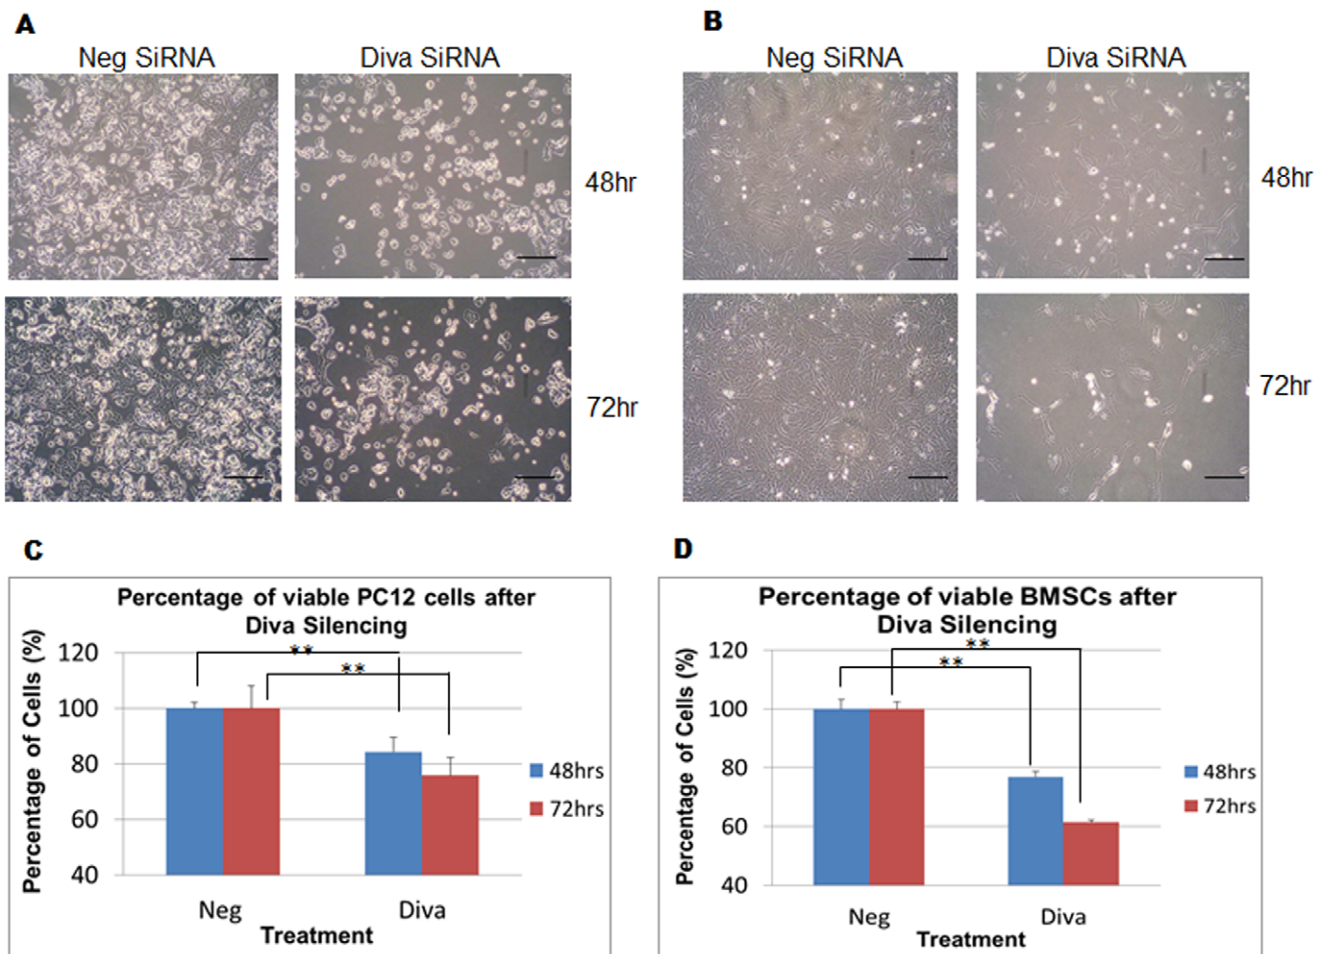 A
Neg SiRNA
Diva SiRNA
48hr
72hr
B
Neg SiRNA
Diva SiRNA
48hr
72hr
C
Percentage of viable PC12 cells after
Diva Silencing
Percentage of Cells (%)
120
100
80
60
40
**
**
Neg
Diva
Treatment
48hrs
72hrs
D
Percentage of viable BMSCs after
Diva Silencing
Percentage of Cells (%)
120
100
80
60
40
**
**
Neg
Diva
Treatment
48hrs
72hrs